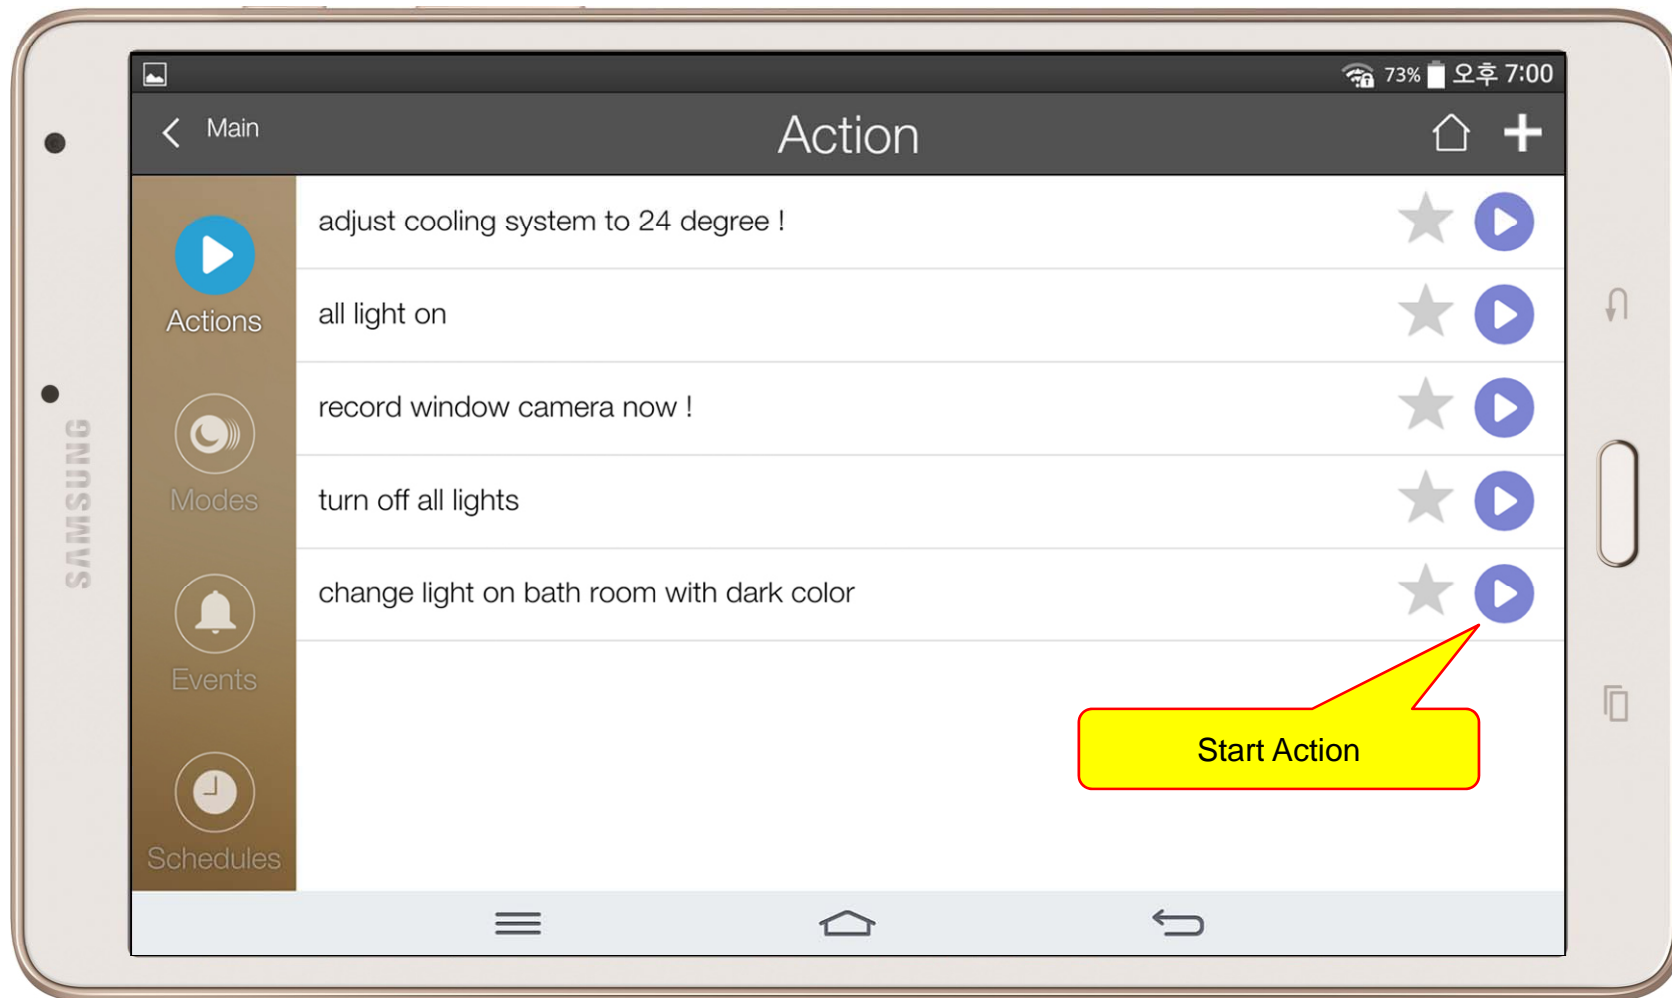 73% 오후 7:00
Main
Action
adjust cooling system to 24 degree !
Actions
all light on
record window camera now !
Modes
turn off all lights
change light on bath room with dark color
Events
Start Action
Schedules
SAMSUNG